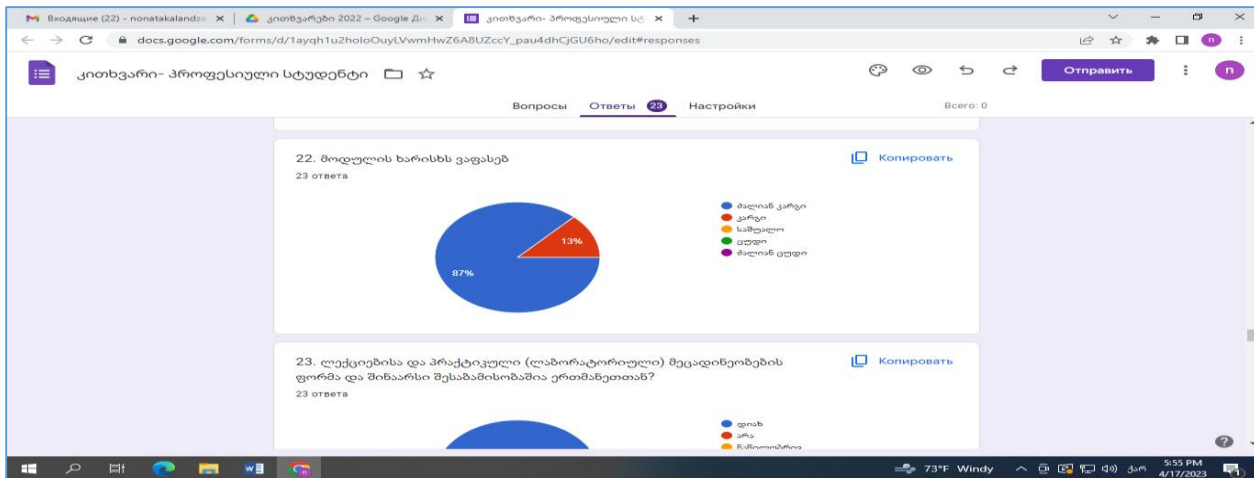 Входящие (22) - nonatakalandze
კითხვარები 2022 – Google Ди
კითხვარი- პროფესიული სტ
docs.google.com/forms/d/1ayqh1u2holoOuyLVwmHwZ6A8UZccY_pau4dhCjGU6ho/edit#responses
n
კითხვარი- პროფესიული სტუდენტი
Отправить
n
Вопросы Ответы 23 Настройки
Всего: 0
22. მოდულის ხარისხს ვაფასებ
Копировать
23 ответа
13%
87%
ძალიან კარგი
კარგი
საშუალო
ცუდი
ძალიან ცუდი
23. ლექციებისა და პრაქტიკული (ლაბორატორიული) მეცადინეობების
ფორმა და შინაარსი შესაბამისობაშია ერთმანეთთან?
Копировать
23 ответа
დიახ
არა
ნაწილობრივ
73°F Windy
ქარ
5:55 PM
4/17/2023